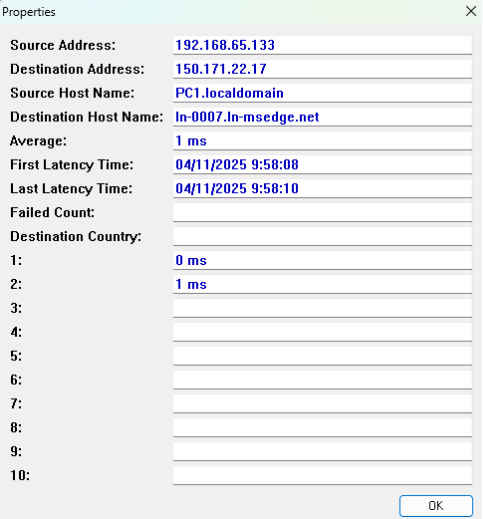 Properties
Source Address: 192.168.65.133
Destination Address: 150.171.22.17
Source Host Name: PC1.localdomain
Destination Host Name: ln-0007.ln-msedge.net
Average: 1 ms
First Latency Time: 04/11/2025 9:58:08
Last Latency Time: 04/11/2025 9:58:10
Failed Count:
Destination Country:
1: 0 ms
2: 1 ms
3:
4:
5:
6:
7:
8:
9:
10:
OK